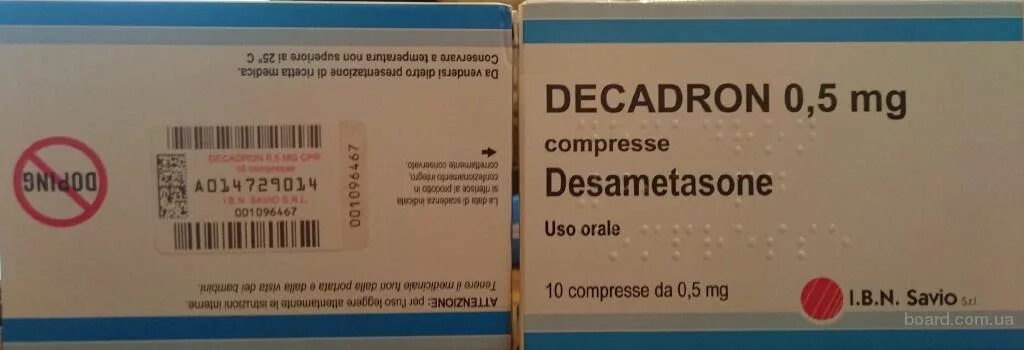 Conservare a temperatura non superiore ai 25° C
Da vendersi dietro presentazione di ricetta medica.
DOPING
DECADRON 0,5 MG CPR
10 compresse
A014729014
I.B.N. SAVIO S.R.L.
001096467
001096467
La data di scadenza indicata
si riferisce al prodotto in
confezionamento integro,
correttamente conservato
ATTENZIONE: per l'uso leggere attentamente le istruzioni interne.
Tenere il medicinale fuori dalla portata e dalla vista dei bambini.
DECADRON 0,5 mg
compresse
Desametasone
Uso orale
10 compresse da 0,5 mg
I.B.N. Savio S.r.l.
board.com.ua